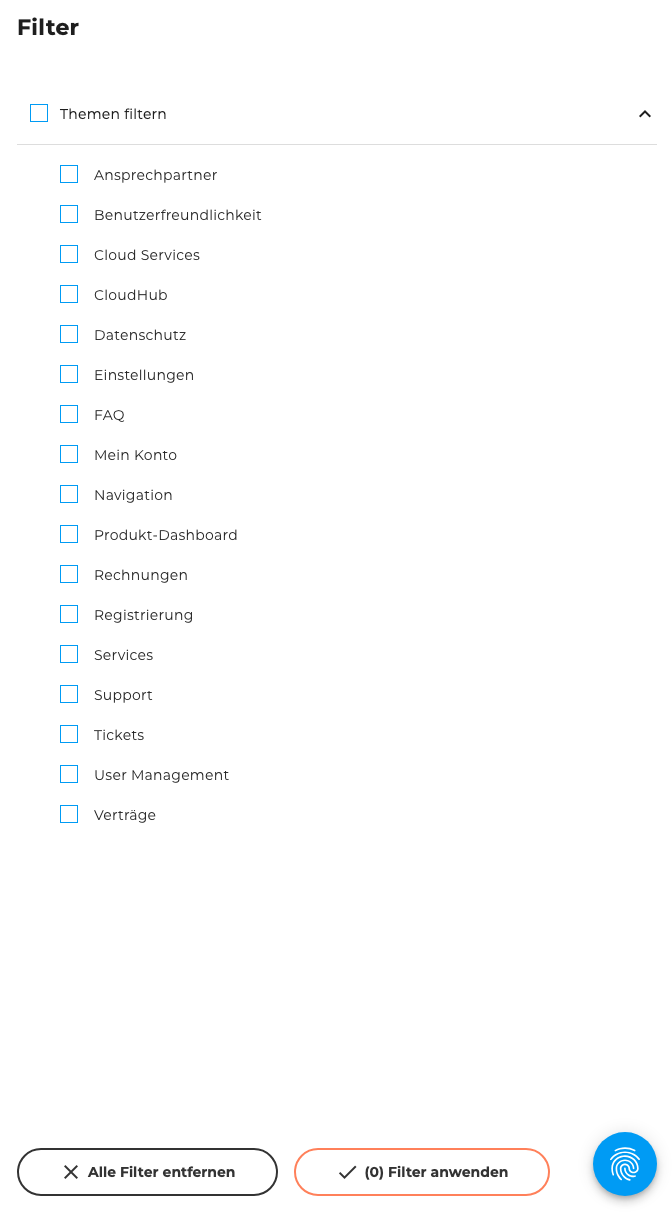 Filter
Themen filtern
Ansprechpartner
Benutzerfreundlichkeit
Cloud Services
CloudHub
Datenschutz
Einstellungen
FAQ
Mein Konto
Navigation
Produkt-Dashboard
Rechnungen
Registrierung
Services
Support
Tickets
User Management
Verträge
Alle Filter entfernen
(0) Filter anwenden